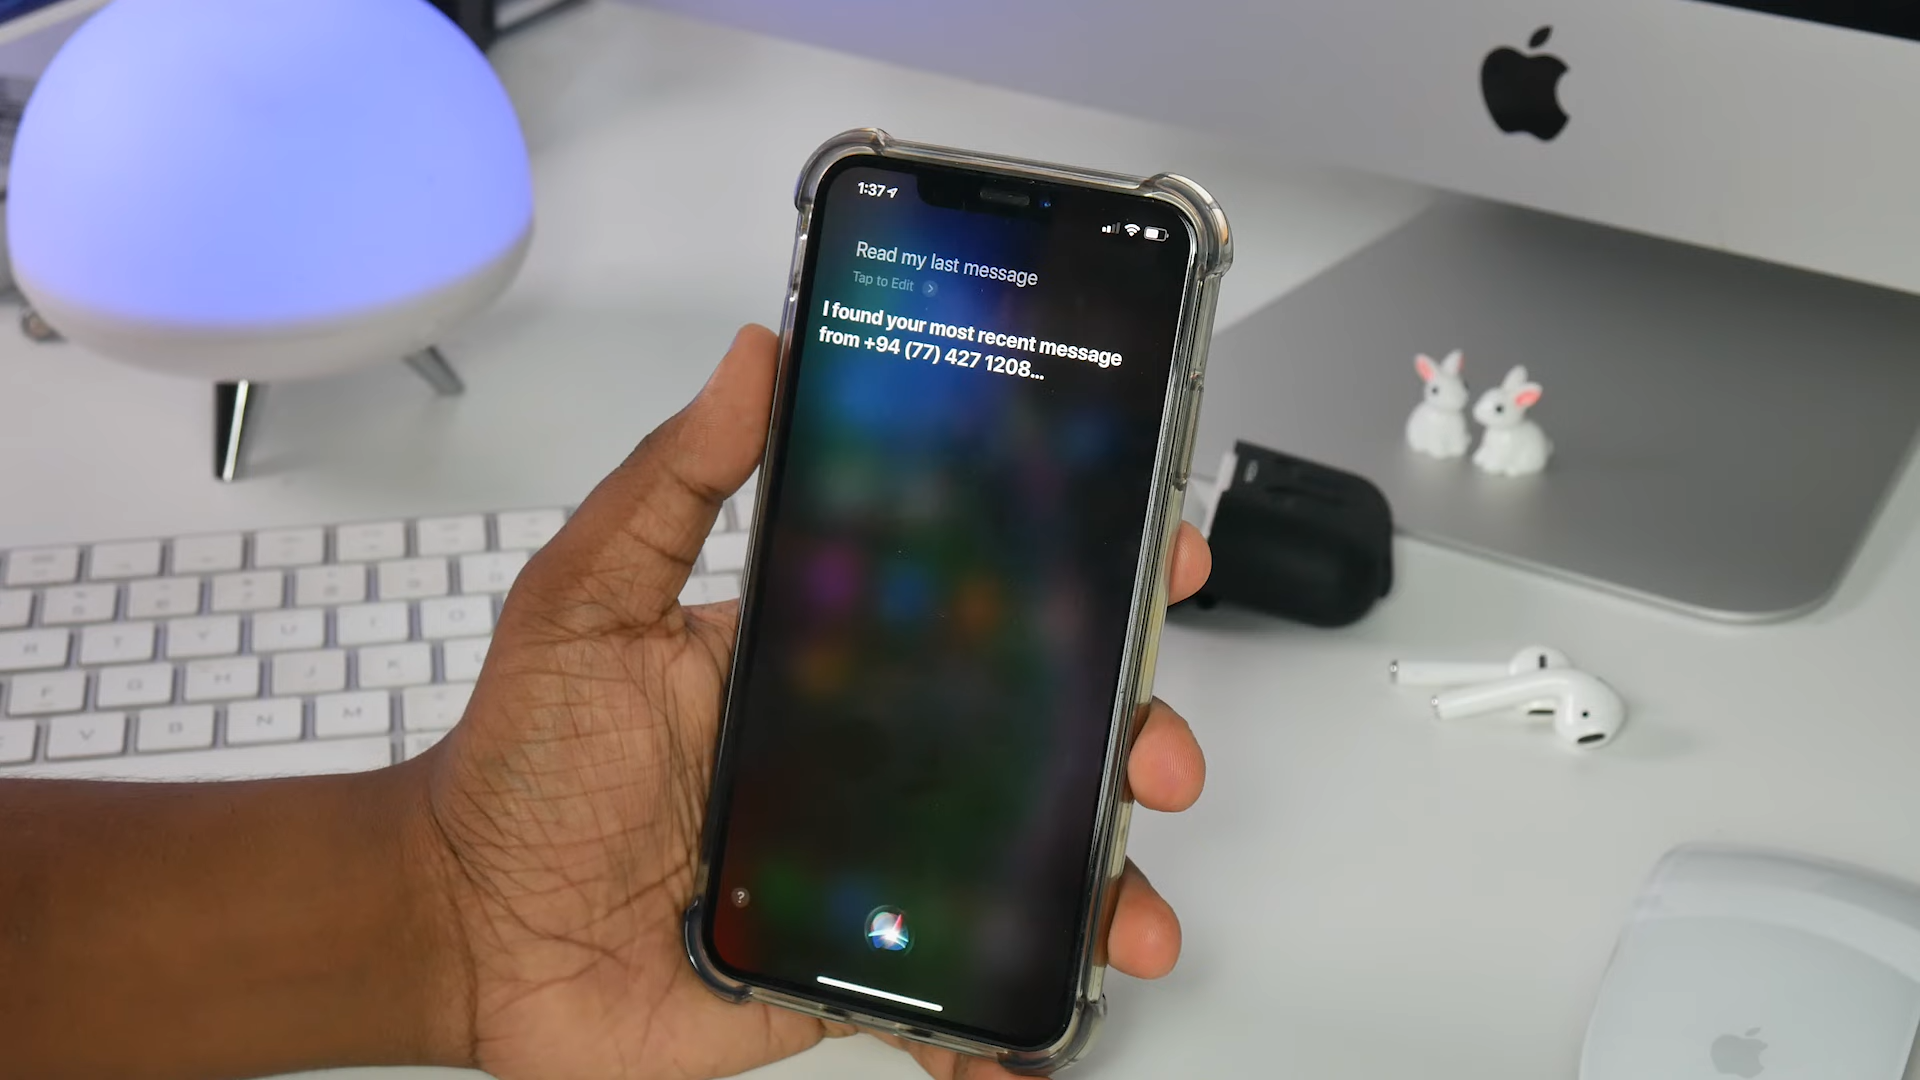 1:37
Read my last message
Tap to Edit
I found your most recent message
from +94 (77) 427 1208...
?
V
B
N
M